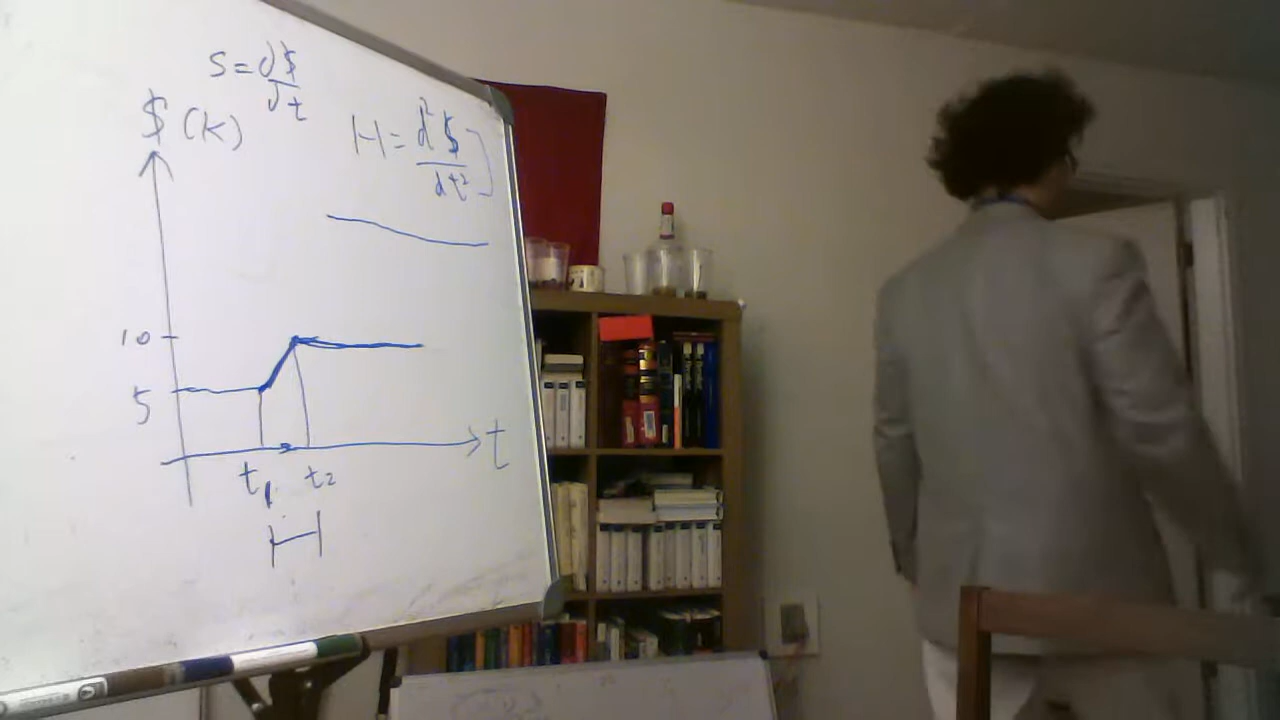 S = d$/dt
$ (K)
H = d²$/dt²
10
5
t
t₁ t₂